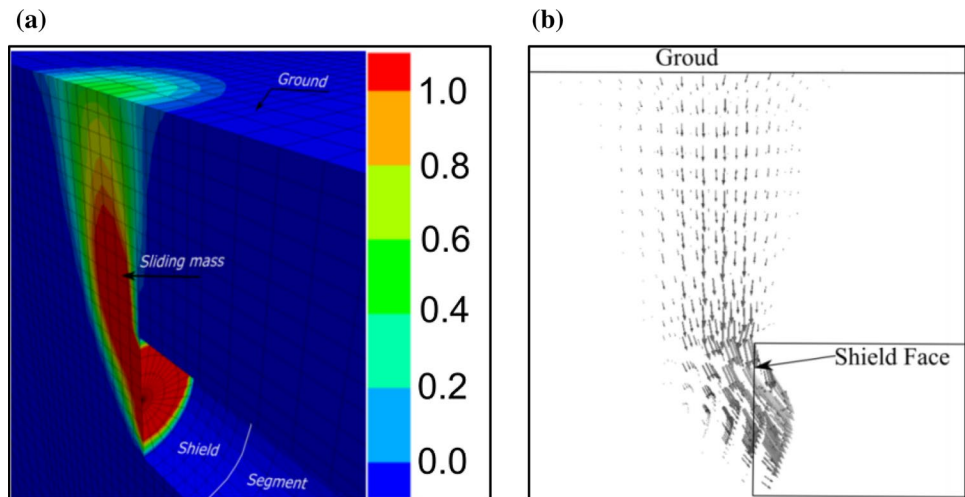 (a)
(b)
Ground
Sliding mass
Shield
Segment
1.0
0.8
0.6
0.4
0.2
0.0
Groud
Shield Face